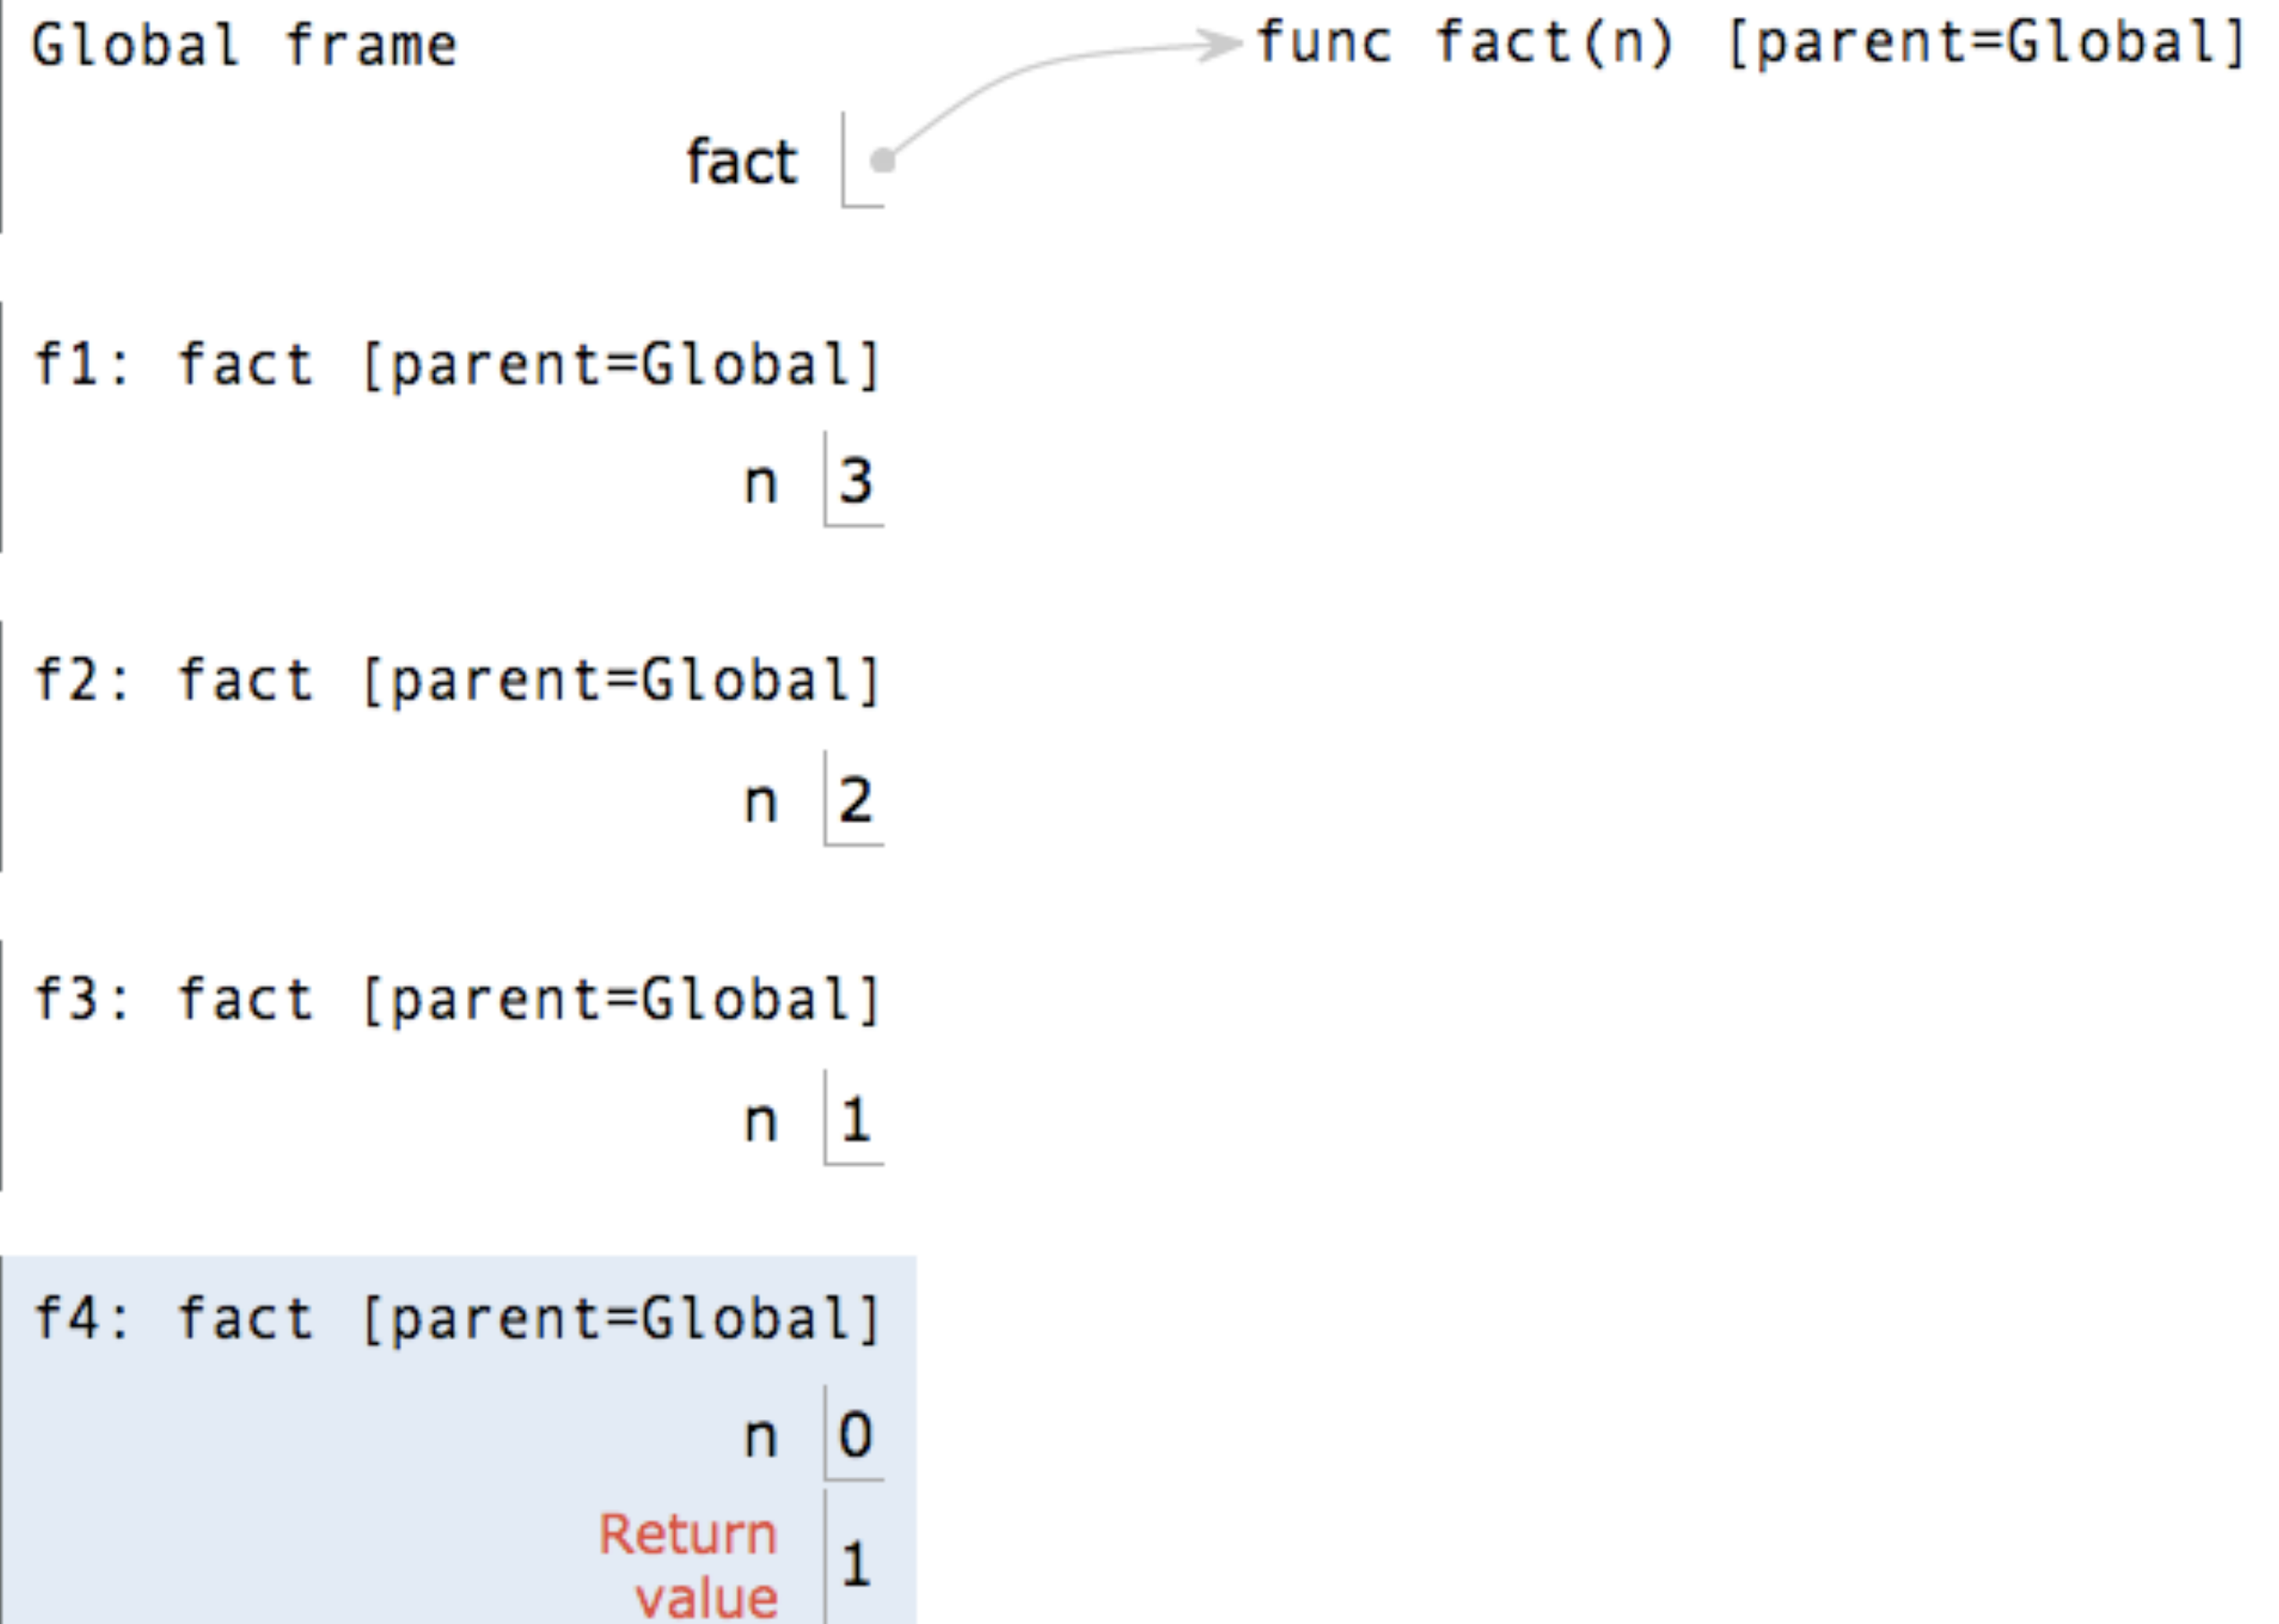 Global frame
func fact(n) [parent=Global]
fact
f1: fact [parent=Global]
n 3
f2: fact [parent=Global]
n 2
f3: fact [parent=Global]
n 1
f4: fact [parent=Global]
n 0
Return
value 1